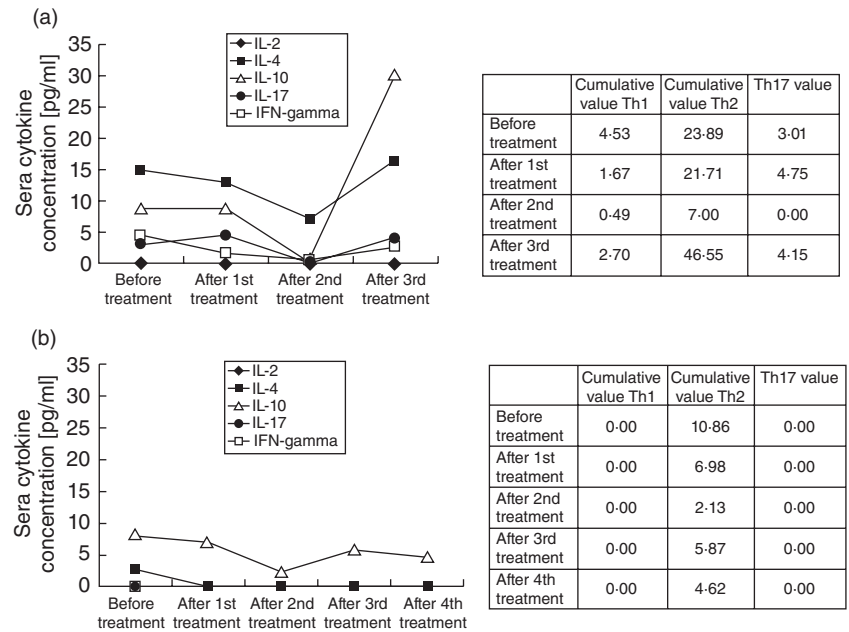 (a)
Sera cytokine
concentration [pg/ml]
35
30
25
20
15
10
5
0
IL-2
IL-4
IL-10
IL-17
IFN-gamma
Before
treatment
After 1st
treatment
After 2nd
treatment
After 3rd
treatment
Cumulative
value Th1
Cumulative
value Th2
Th17 value
Before
treatment
4·53
23·89
3·01
After 1st
treatment
1·67
21·71
4·75
After 2nd
treatment
0·49
7·00
0·00
After 3rd
treatment
2·70
46·55
4·15
(b)
Sera cytokine
concentration [pg/ml]
35
30
25
20
15
10
5
0
IL-2
IL-4
IL-10
IL-17
IFN-gamma
Before
treatment
After 1st
treatment
After 2nd
treatment
After 3rd
treatment
After 4th
treatment
Cumulative
value Th1
Cumulative
value Th2
Th17 value
Before
treatment
0·00
10·86
0·00
After 1st
treatment
0·00
6·98
0·00
After 2nd
treatment
0·00
2·13
0·00
After 3rd
treatment
0·00
5·87
0·00
After 4th
treatment
0·00
4·62
0·00